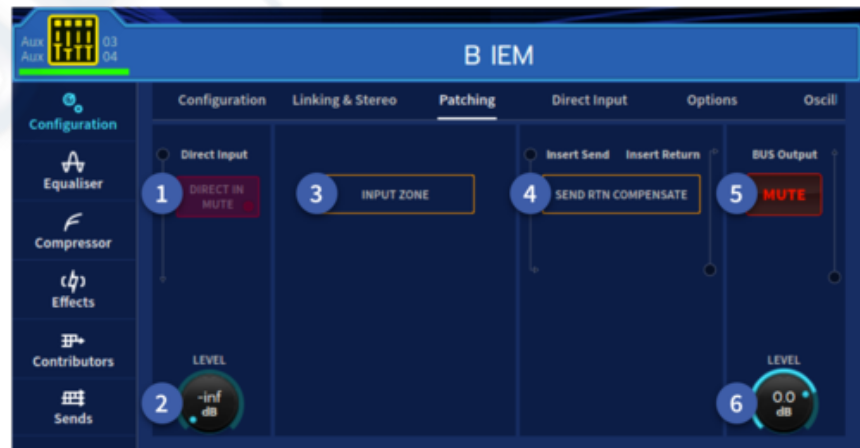 Aux 03
Aux 04
B IEM
Configuration
Equaliser
Compressor
Effects
Contributors
Sends
Configuration Linking & Stereo Patching Direct Input Options Oscill
Direct Input
Insert Send Insert Return
BUS Output
1 DIRECT IN
MUTE
3 INPUT ZONE
4 SEND RTN COMPENSATE
5 MUTE
LEVEL
2 -inf
dB
LEVEL
6 0.0
dB